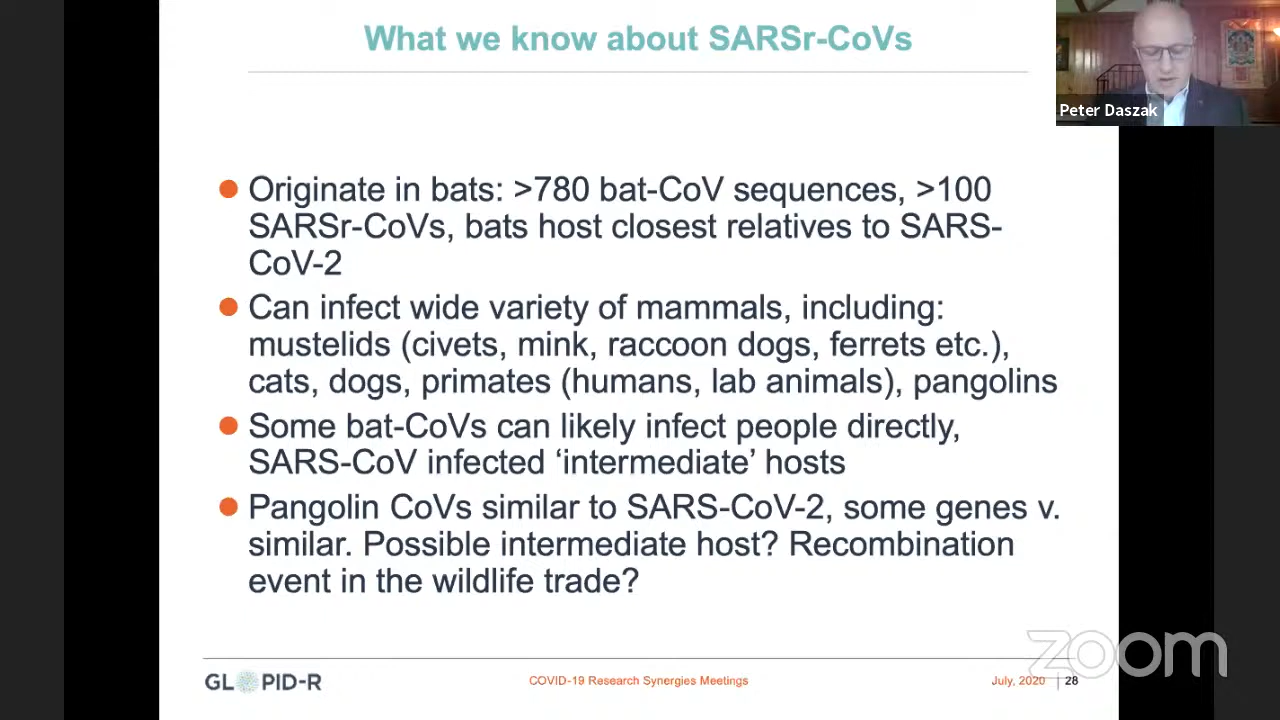 What we know about SARSr-CoVs
Peter Daszak
Originate in bats: >780 bat-CoV sequences, >100
SARSr-CoVs, bats host closest relatives to SARS-
CoV-2
Can infect wide variety of mammals, including:
mustelids (civets, mink, raccoon dogs, ferrets etc.),
cats, dogs, primates (humans, lab animals), pangolins
Some bat-CoVs can likely infect people directly,
SARS-CoV infected ‘intermediate’ hosts
Pangolin CoVs similar to SARS-CoV-2, some genes v.
similar. Possible intermediate host? Recombination
event in the wildlife trade?
zoom
GLOPID-R
COVID-19 Research Synergies Meetings
July, 2020
28